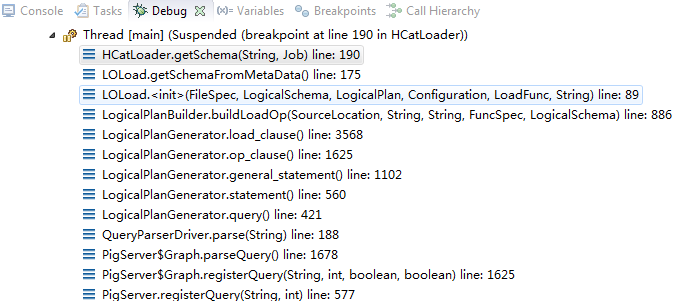 Console Tasks Debug Variables Breakpoints Call Hierarchy
Thread [main] (Suspended (breakpoint at line 190 in HCatLoader))
HCatLoader.getSchema(String, Job) line: 190
LOLoad.getSchemaFromMetaData() line: 175
LOLoad.<init>(FileSpec, LogicalSchema, LogicalPlan, Configuration, LoadFunc, String) line: 89
LogicalPlanBuilder.buildLoadOp(SourceLocation, String, String, FuncSpec, LogicalSchema) line: 886
LogicalPlanGenerator.load_clause() line: 3568
LogicalPlanGenerator.op_clause() line: 1625
LogicalPlanGenerator.general_statement() line: 1102
LogicalPlanGenerator.statement() line: 560
LogicalPlanGenerator.query() line: 421
QueryParserDriver.parse(String) line: 188
PigServer$Graph.parseQuery() line: 1678
PigServer$Graph.registerQuery(String, int, boolean, boolean) line: 1625
PigServer.registerQuery(String, int) line: 577